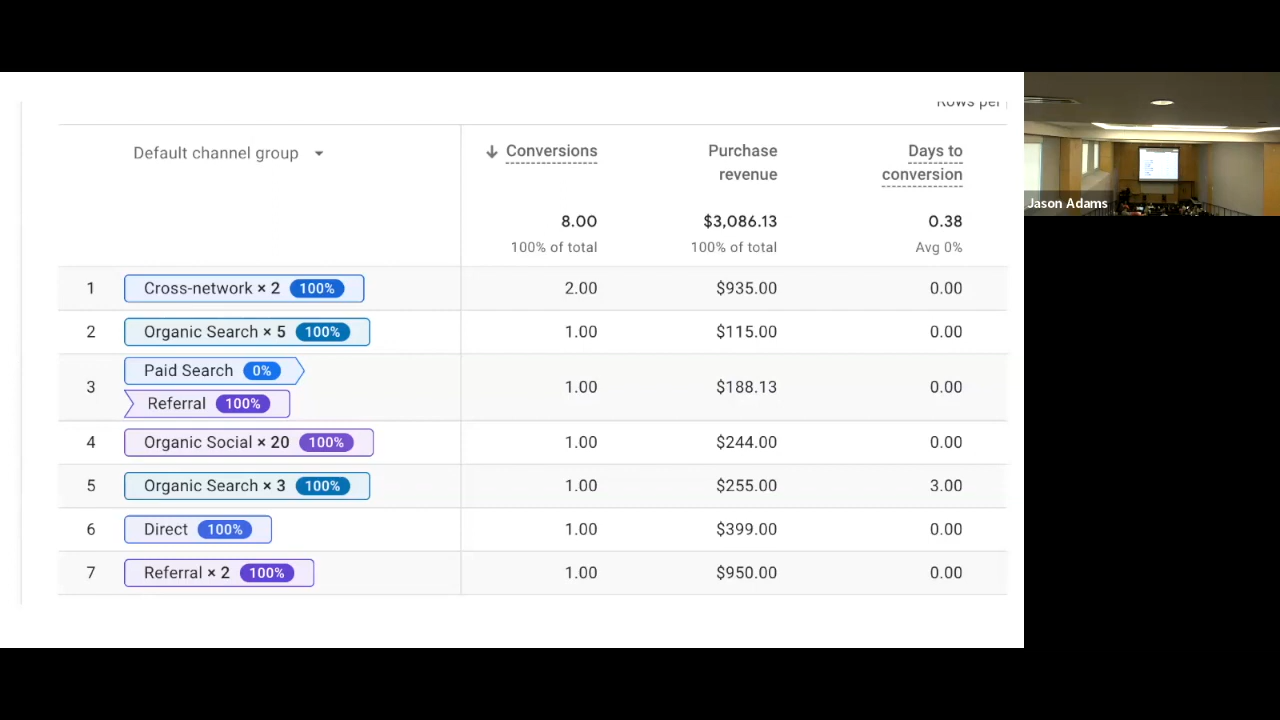 Rows per
Default channel group
Conversions
Purchase revenue
Days to conversion
8.00 $3,086.13 0.38
100% of total 100% of total Avg 0%
1 Cross-network × 2 100% 2.00 $935.00 0.00
2 Organic Search × 5 100% 1.00 $115.00 0.00
3 Paid Search 0% Referral 100% 1.00 $188.13 0.00
4 Organic Social × 20 100% 1.00 $244.00 0.00
5 Organic Search × 3 100% 1.00 $255.00 3.00
6 Direct 100% 1.00 $399.00 0.00
7 Referral × 2 100% 1.00 $950.00 0.00
Jason Adams